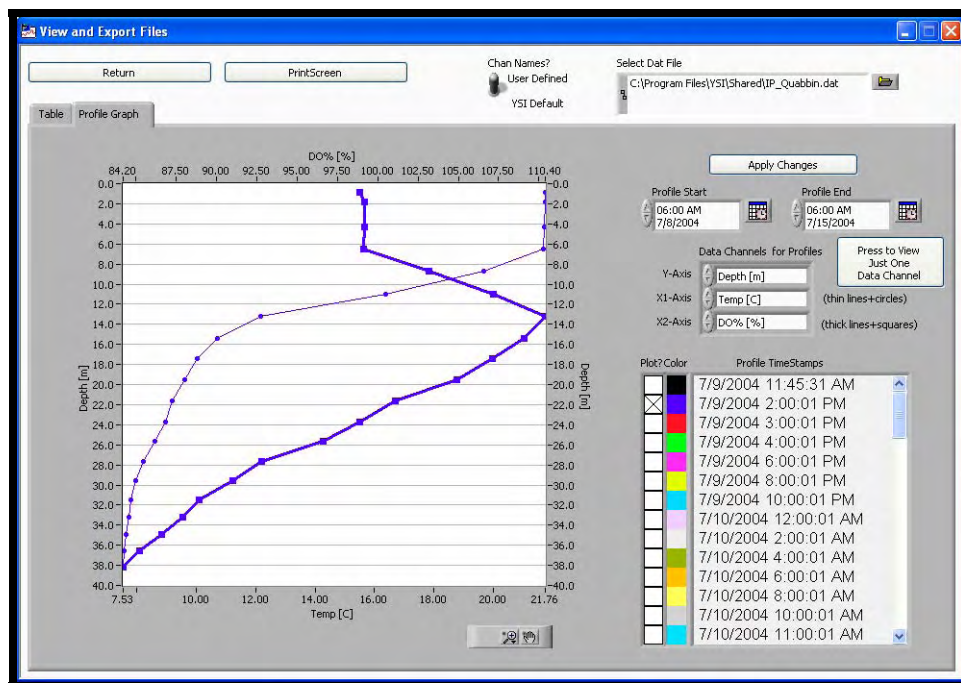 View and Export Files
Return
PrintScreen
Chan Names?
User Defined
YSI Default
Select Dat File
C:\Program Files\YSI\Shared\IP_Quabbin.dat
Table
Profile Graph
DO% [%]
84.20 87.50 90.00 92.50 95.00 97.50 100.00 102.50 105.00 107.50 110.40
0.0 0.0
2.0 2.0
4.0 4.0
6.0 6.0
8.0 8.0
10.0 10.0
12.0 12.0
14.0 14.0
16.0 16.0
18.0 18.0
20.0 20.0
22.0 22.0
24.0 24.0
26.0 26.0
28.0 28.0
30.0 30.0
32.0 32.0
34.0 34.0
36.0 36.0
38.0 38.0
40.0 40.0
Depth [m]
Depth [m]
7.53 10.00 12.00 14.00 16.00 18.00 20.00 21.76
Temp [C]
Apply Changes
Profile Start
06:00 AM
7/8/2004
Profile End
06:00 AM
7/15/2004
Data Channels for Profiles
Y-Axis Depth [m]
X1-Axis Temp [C] (thin lines+circles)
X2-Axis DO% [%] (thick lines+squares)
Press to View
Just One
Data Channel
Plot? Color Profile TimeStamps
7/9/2004 11:45:31 AM
7/9/2004 2:00:01 PM
7/9/2004 3:00:01 PM
7/9/2004 4:00:01 PM
7/9/2004 6:00:01 PM
7/9/2004 8:00:01 PM
7/9/2004 10:00:01 PM
7/10/2004 12:00:01 AM
7/10/2004 2:00:01 AM
7/10/2004 4:00:01 AM
7/10/2004 6:00:01 AM
7/10/2004 8:00:01 AM
7/10/2004 10:00:01 AM
7/10/2004 11:00:01 AM